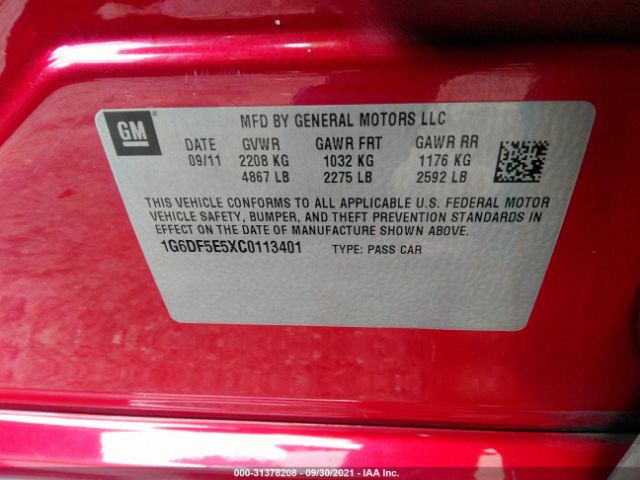 GM
MFD BY GENERAL MOTORS LLC
DATE GVWR GAWR FRT GAWR RR
09/11 2208 KG 1032 KG 1176 KG
4867 LB 2275 LB 2592 LB
THIS VEHICLE CONFORMS TO ALL APPLICABLE U.S. FEDERAL MOTOR
VEHICLE SAFETY, BUMPER, AND THEFT PREVENTION STANDARDS
IN EFFECT ON THE DATE OF MANUFACTURE SHOWN ABOVE.
1G6DF5E5XC0113401 TYPE: PASS CAR
000-31378208 - 09/30/2021 - IAA Inc.